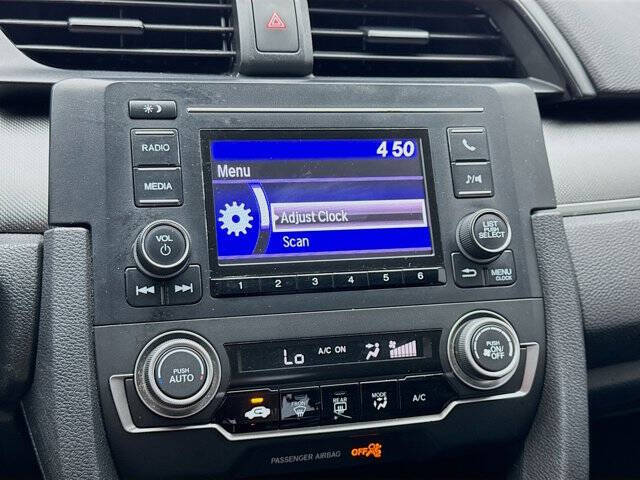 4 50
RADIO
Menu
MEDIA
Adjust Clock
VOL
LIST
PUSH
SELECT
Scan
MENU
CLOCK
1 2 3 4 5 6
Lo A/C ON
PUSH
AUTO
PUSH
ON/
OFF
FRONT REAR MODE A/C
PASSENGER AIRBAG OFF